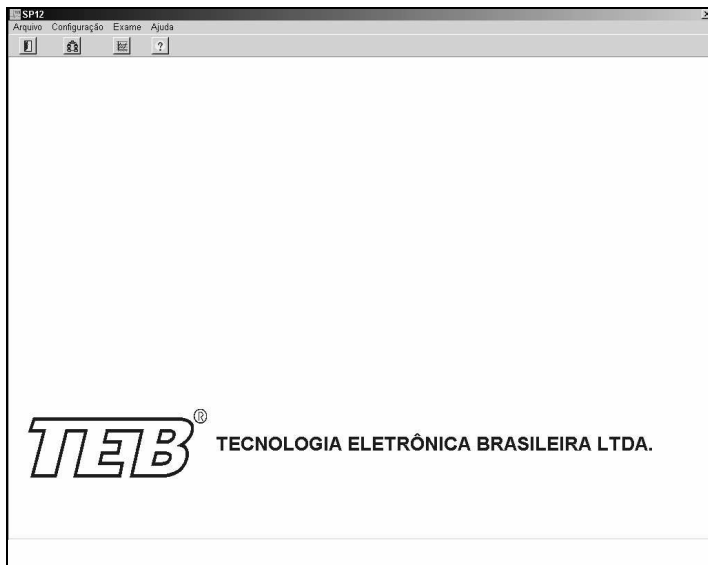 SP12
Arquivo Configuração Exame Ajuda
?
TEB®
TECNOLOGIA ELETRÔNICA BRASILEIRA LTDA.